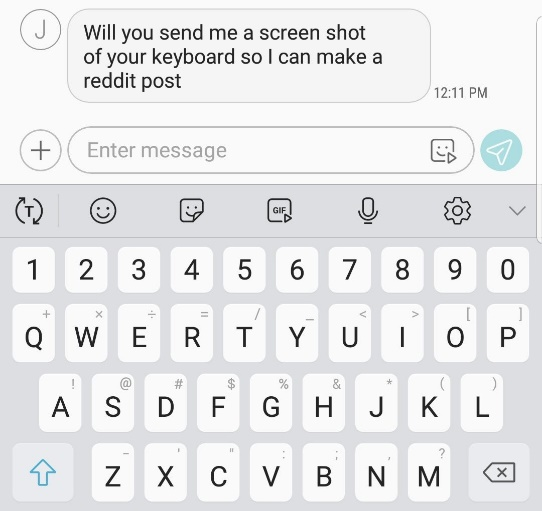 J
Will you send me a screen shot
of your keyboard so I can make a
reddit post
12:11 PM
Enter message
T GIF
1 2 3 4 5 6 7 8 9 0
+ × ÷ = / _ < > [ ]
Q W E R T Y U I O P
! @ # $ % & * ( )
A S D F G H J K L
- ' " : ; , ?
Z X C V B N M